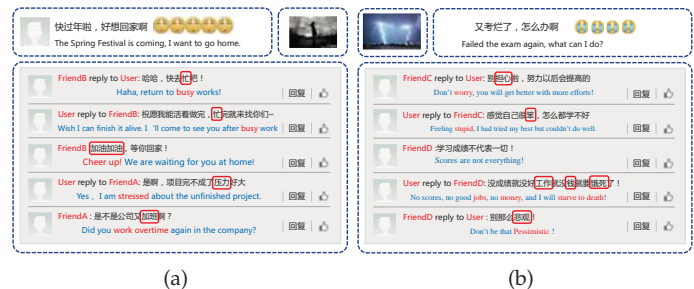 快过年啦，好想回家啊
The Spring Festival is coming, I want to go home.
FriendB reply to User: 哈哈，快去忙吧！
Haha, return to busy works!
回复
User reply to FriendB: 祝愿我能活着做完，忙完就来找你们~
Wish I can finish it alive. I ˈll come to see you after busy work
回复
FriendB 加油加油，等你回家！
Cheer up! We are waiting for you at home!
回复
User reply to FriendA: 是啊，项目完不成了压力好大
Yes, I am stressed about the unfinished project.
回复
FriendA : 是不是公司又加班啊？
Did you work overtime again in the company?
回复
(a)
又考烂了，怎么办啊
Failed the exam again, what can I do?
FriendC reply to User: 别担心啦，努力以后会提高的
Don't worry, you will get better with more efforts!
回复
User reply to FriendC: 感觉自己很笨，怎么都学不好
Feeling stupid, I had tried my best but couldn't do well.
回复
FriendD :学习成绩不代表一切！
Scores are not everything!
回复
User reply to FriendD: 没成绩就没好工作就没钱就要饿死了！
No scores, no good jobs, no money, and I will starve to death!
回复
FriendD reply to User : 别那么悲观！
Don't be that Pessimistic !
回复
(b)